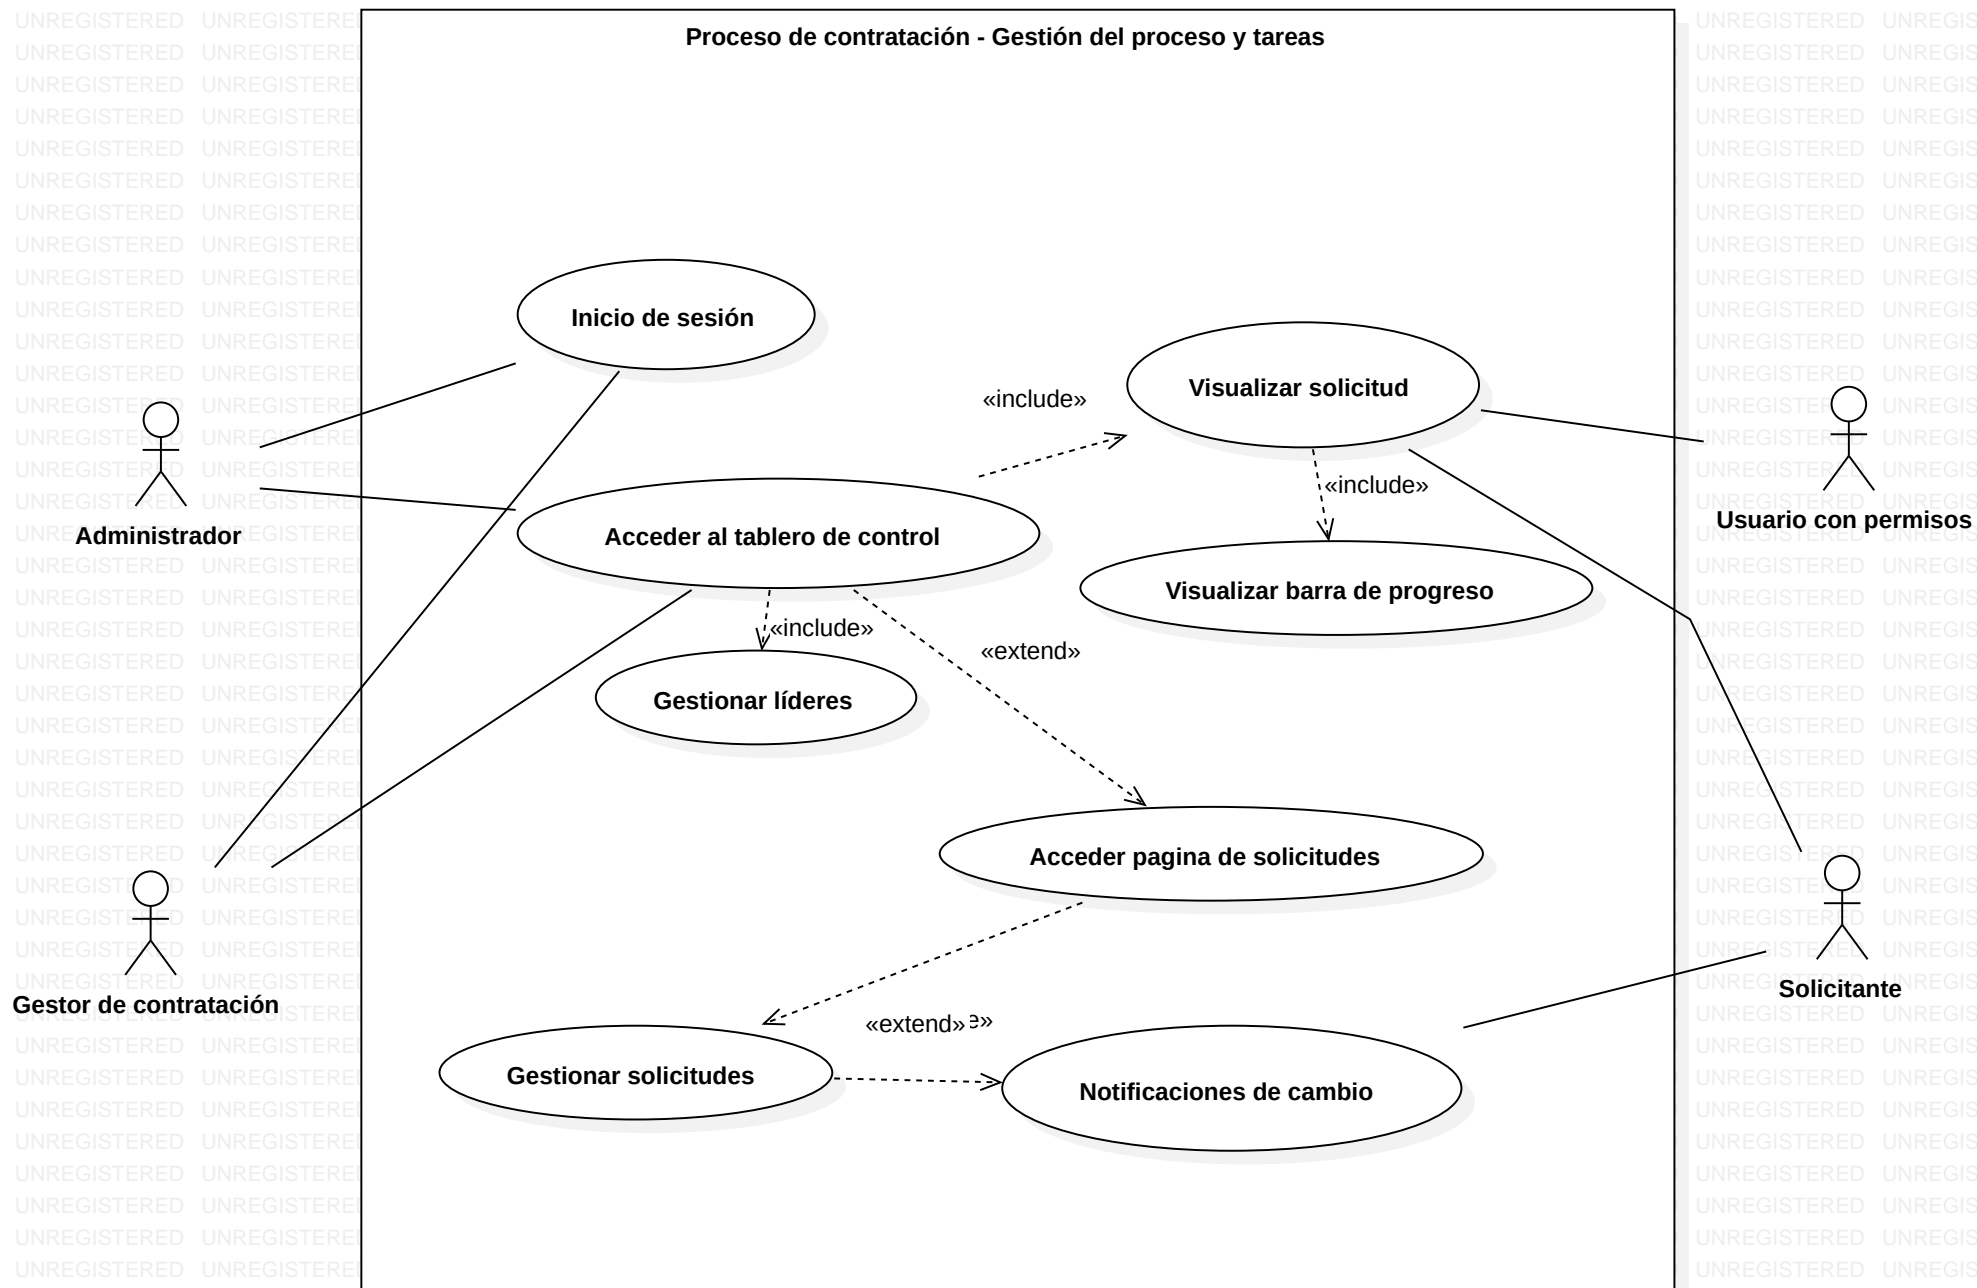 Proceso de contratación - Gestión del proceso y tareas
Inicio de sesión
Visualizar solicitud
«include»
«include»
Administrador
Usuario con permisos
Acceder al tablero de control
Visualizar barra de progreso
«include»
«extend»
Gestionar líderes
Acceder pagina de solicitudes
Gestor de contratación
Solicitante
«extend»
Gestionar solicitudes
Notificaciones de cambio
UNREGISTERED UNREGISTERED